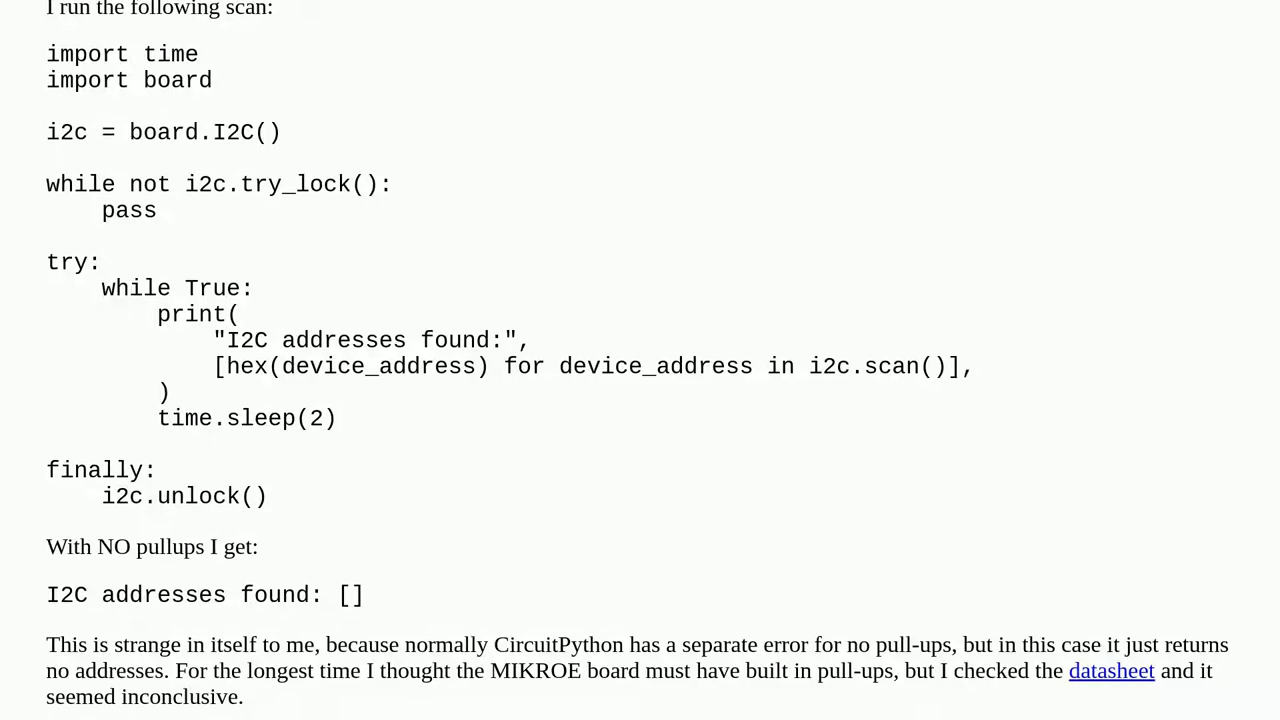 I run the following scan:
import time
import board
i2c = board.I2C()
while not i2c.try_lock():
    pass
try:
    while True:
        print(
            "I2C addresses found:",
            [hex(device_address) for device_address in i2c.scan()],
        )
        time.sleep(2)
finally:
    i2c.unlock()
With NO pullups I get:
I2C addresses found: []
This is strange in itself to me, because normally CircuitPython has a separate error for no pull-ups, but in this case it just returns
no addresses. For the longest time I thought the MIKROE board must have built in pull-ups, but I checked the datasheet and it
seemed inconclusive.